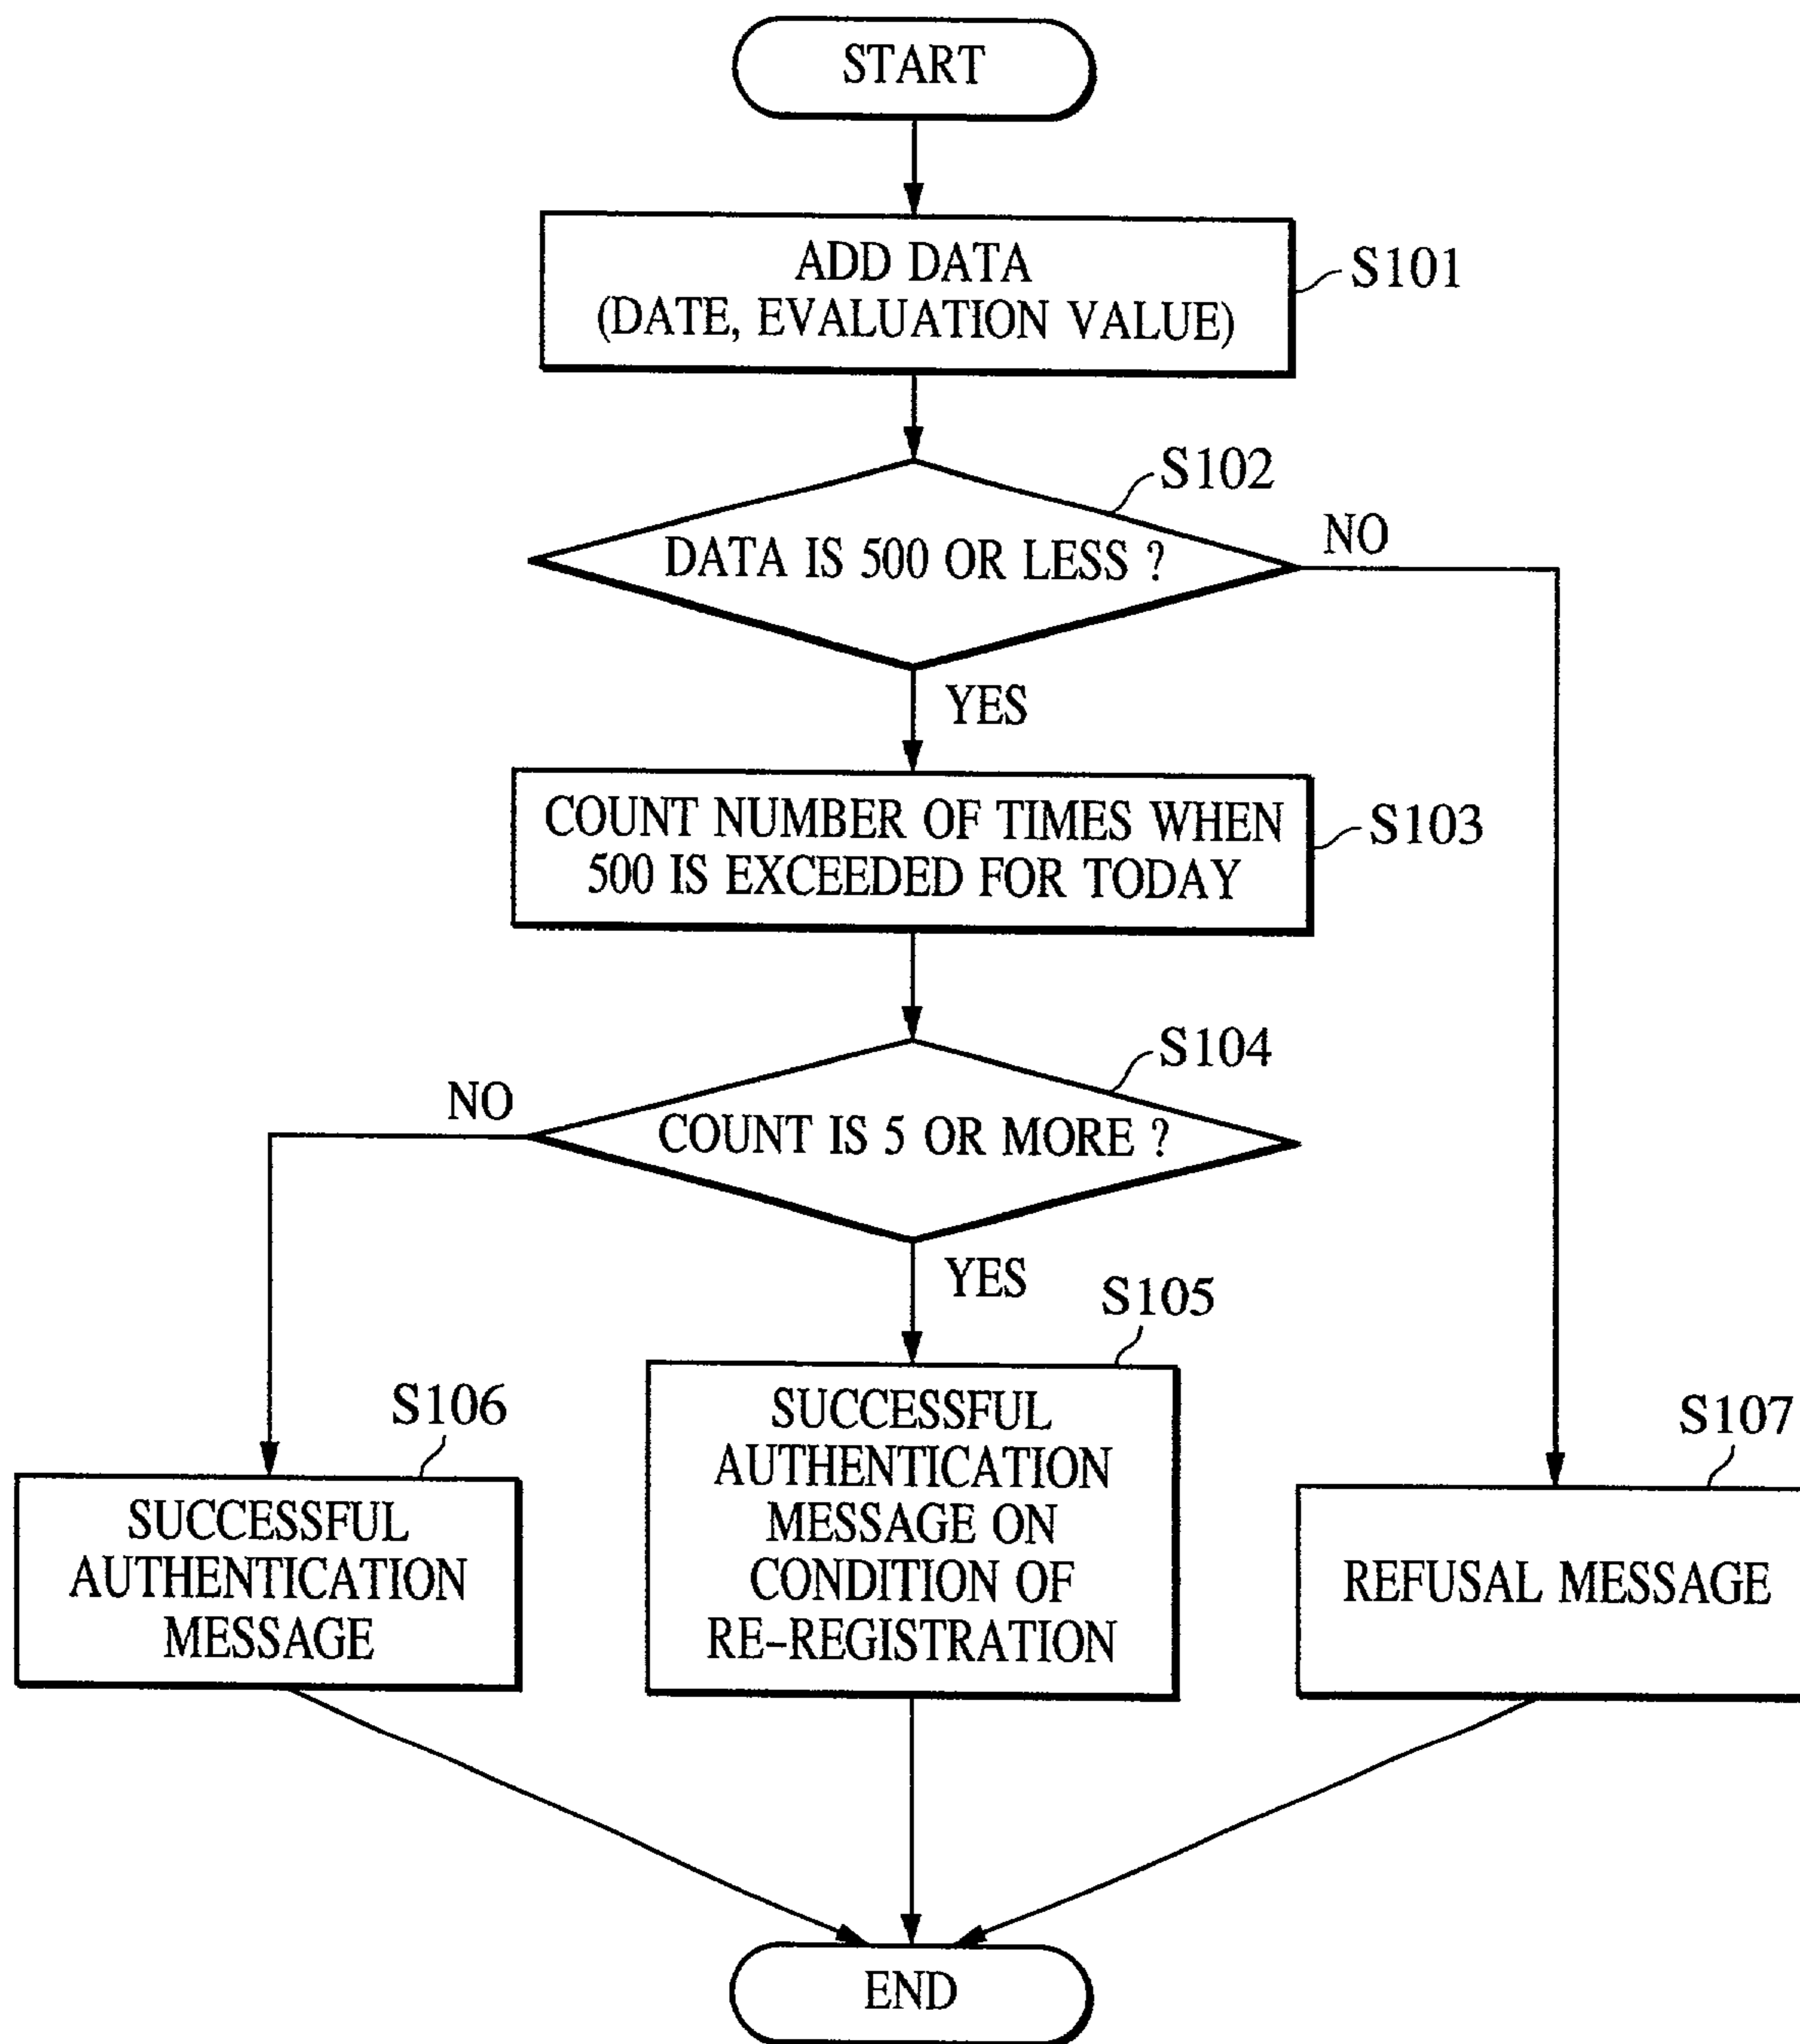 START
ADD DATA
(DATE, EVALUATION VALUE)
S101
S102
DATA IS 500 OR LESS ?
NO
YES
COUNT NUMBER OF TIMES WHEN
500 IS EXCEEDED FOR TODAY
S103
S104
NO
COUNT IS 5 OR MORE ?
YES
S105
SUCCESSFUL
AUTHENTICATION
MESSAGE ON
CONDITION OF
RE-REGISTRATION
S106
SUCCESSFUL
AUTHENTICATION
MESSAGE
S107
REFUSAL MESSAGE
END